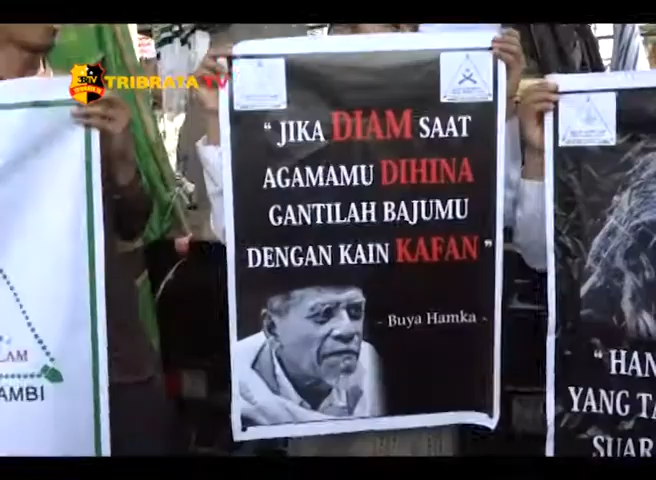 TRIBRATA TV
" JIKA DIAM SAAT
AGAMAMU DIHINA
GANTILAH BAJUMU
DENGAN KAIN KAFAN "
- Buya Hamka -
LAM
AMBI
" HAN
YANG TA
SUAR